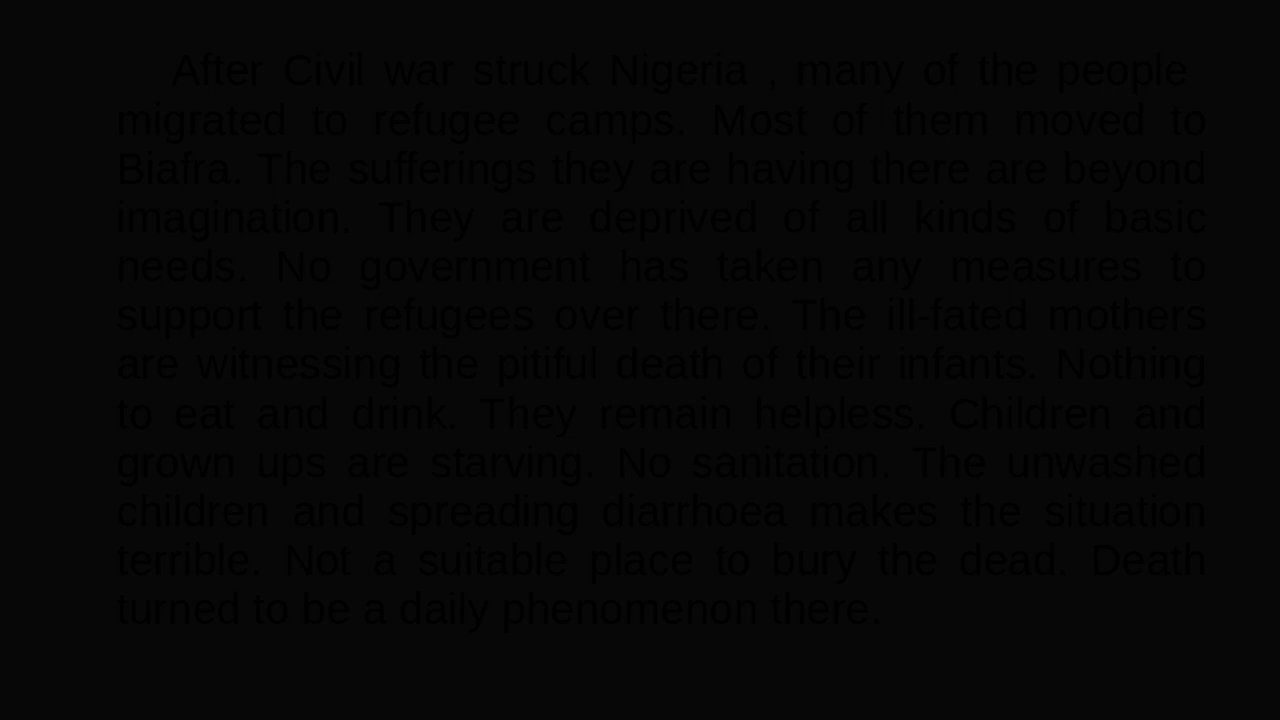 After Civil war struck Nigeria , many of the people
migrated to refugee camps. Most of them moved to
Biafra. The sufferings they are having there are beyond
imagination. They are deprived of all kinds of basic
needs. No government has taken any measures to
support the refugees over there. The ill-fated mothers
are witnessing the pitiful death of their infants. Nothing
to eat and drink. They remain helpless. Children and
grown ups are starving. No sanitation. The unwashed
children and spreading diarrhoea makes the situation
terrible. Not a suitable place to bury the dead. Death
turned to be a daily phenomenon there.